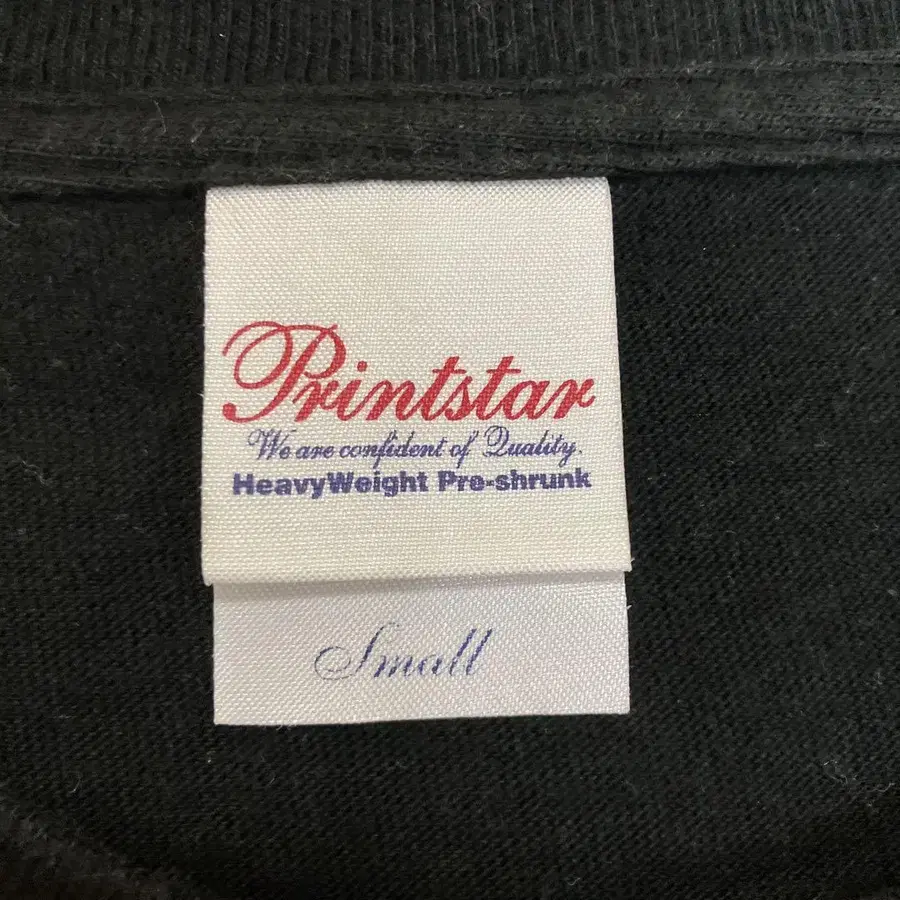 Printstar
We are confident of Quality.
HeavyWeight Pre-shrunk
Small